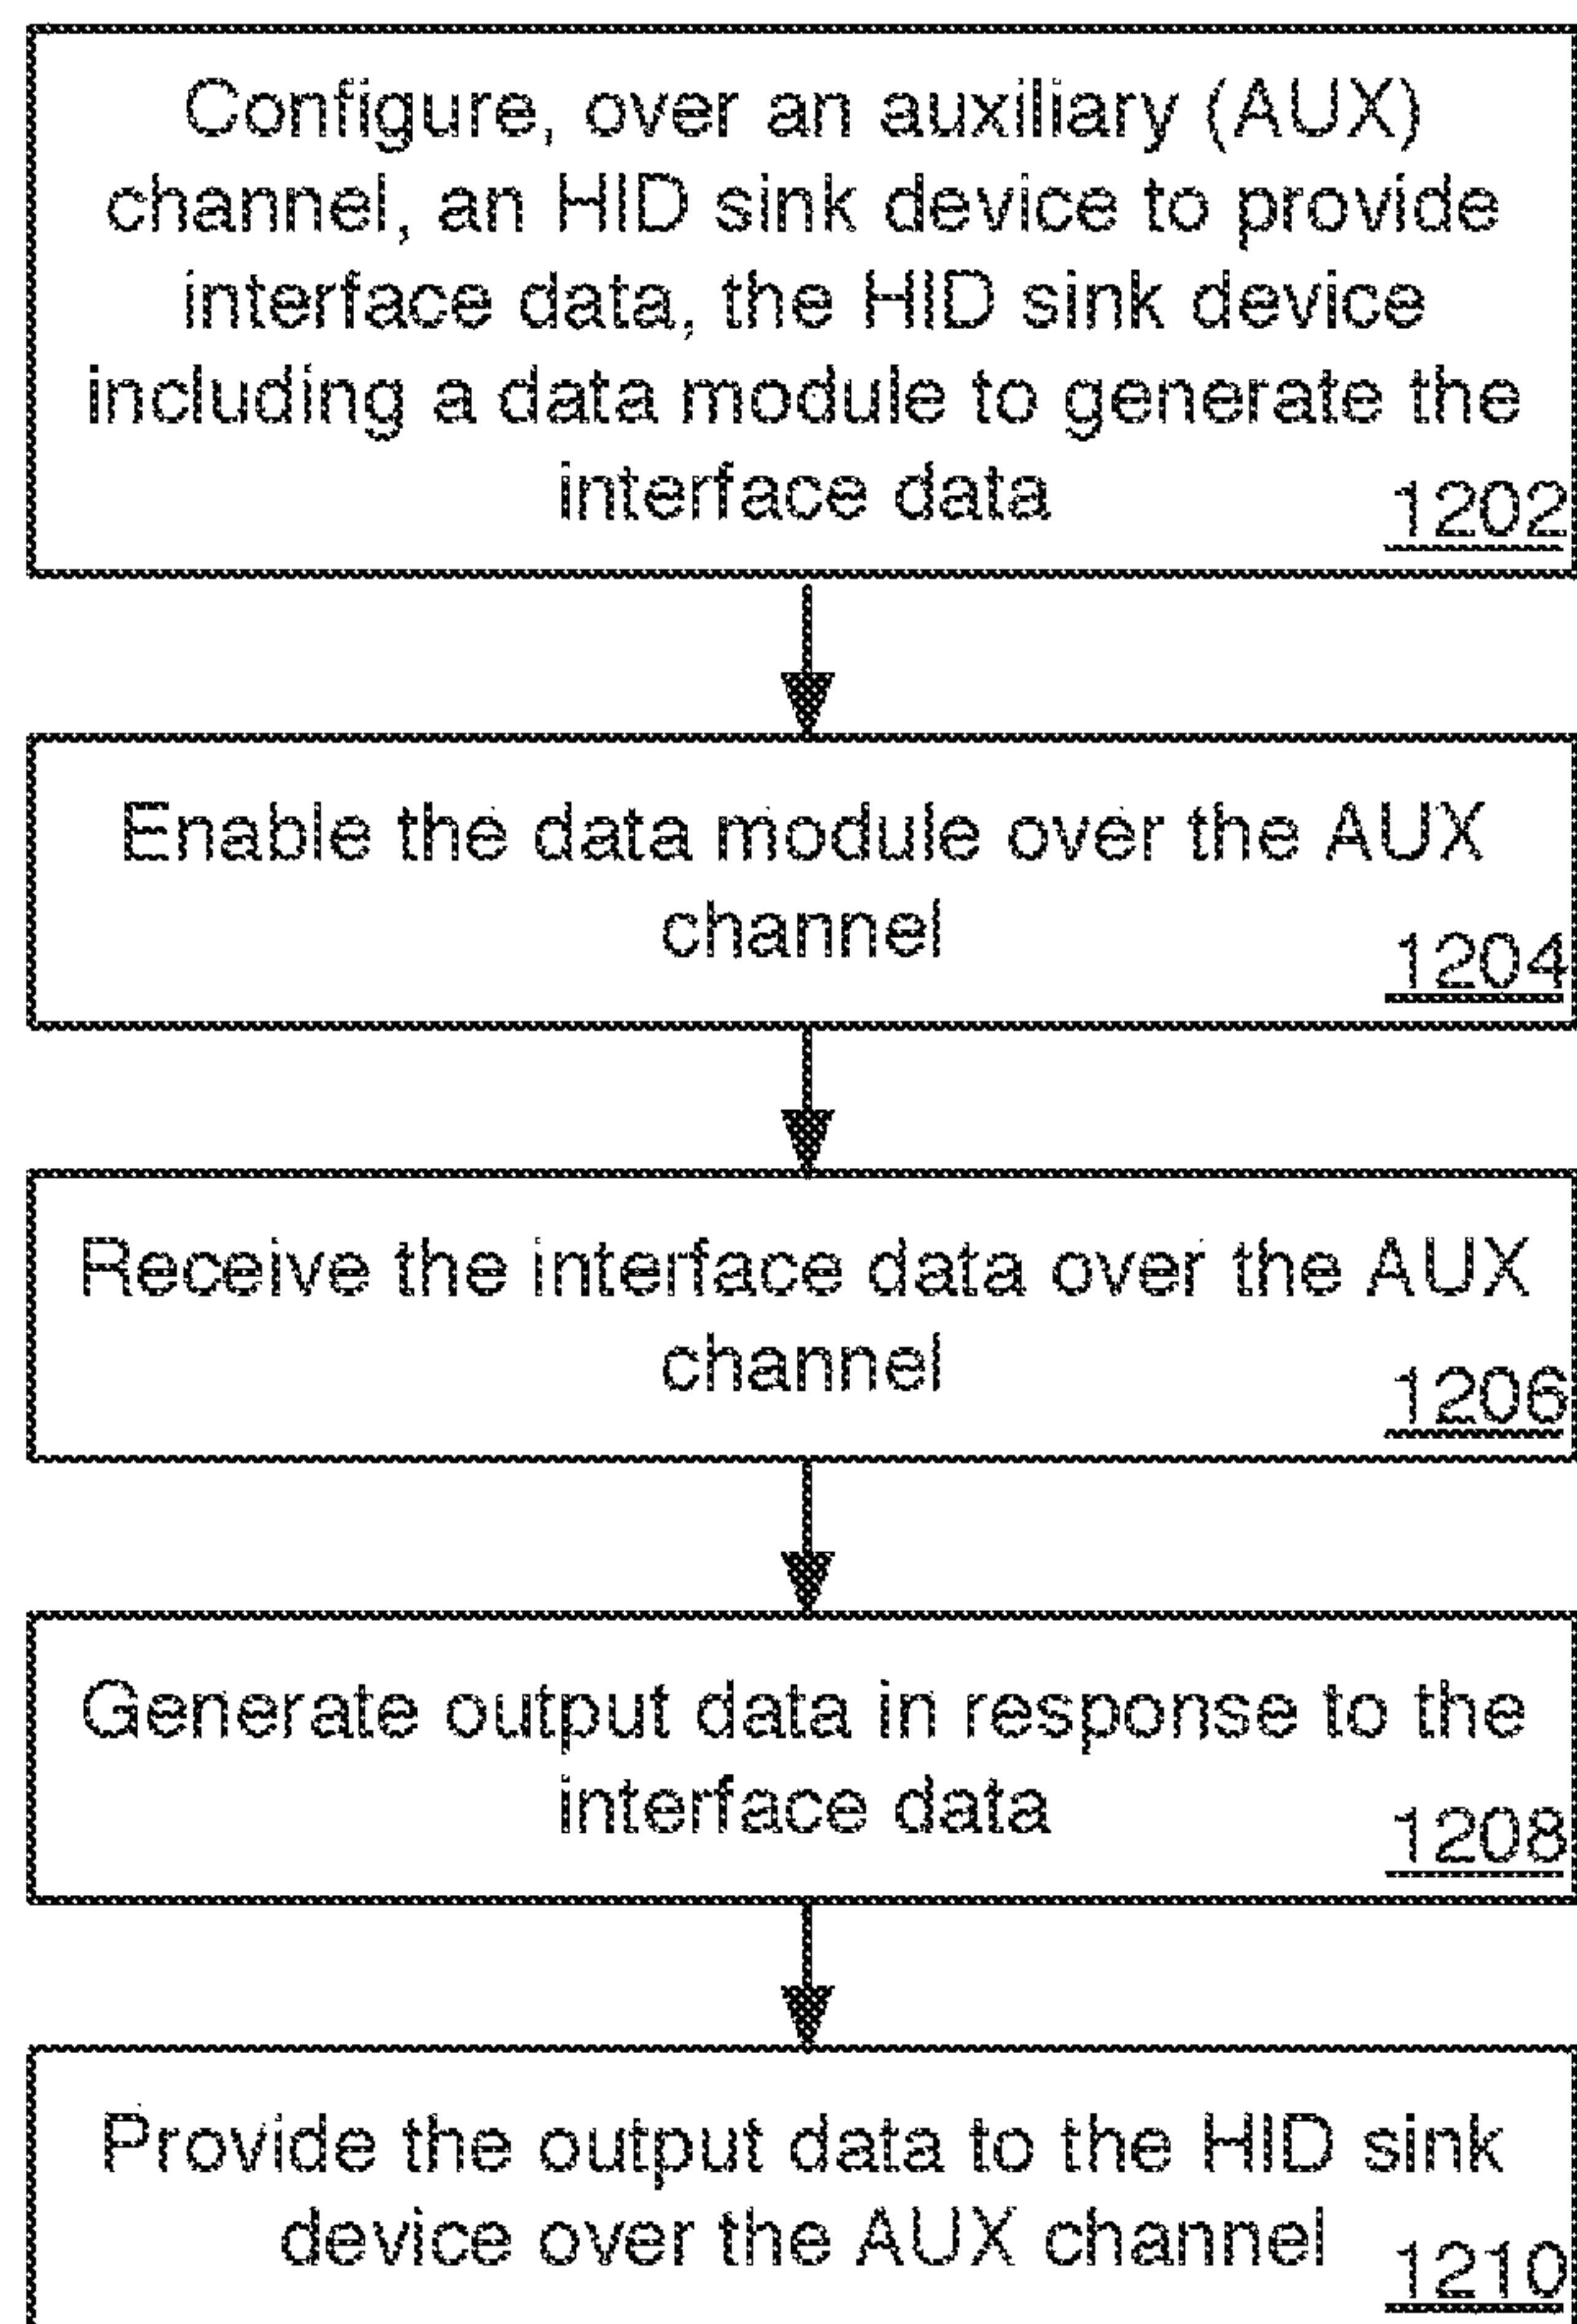 Configure, over an auxiliary (AUX)
channel, an HID sink device to provide
interface data, the HID sink device
including a data module to generate the
interface data
1202
Enable the data module over the AUX
channel
1204
Receive the interface data over the AUX
channel
1206
Generate output data in response to the
interface data
1208
Provide the output data to the HID sink
device over the AUX channel
1210